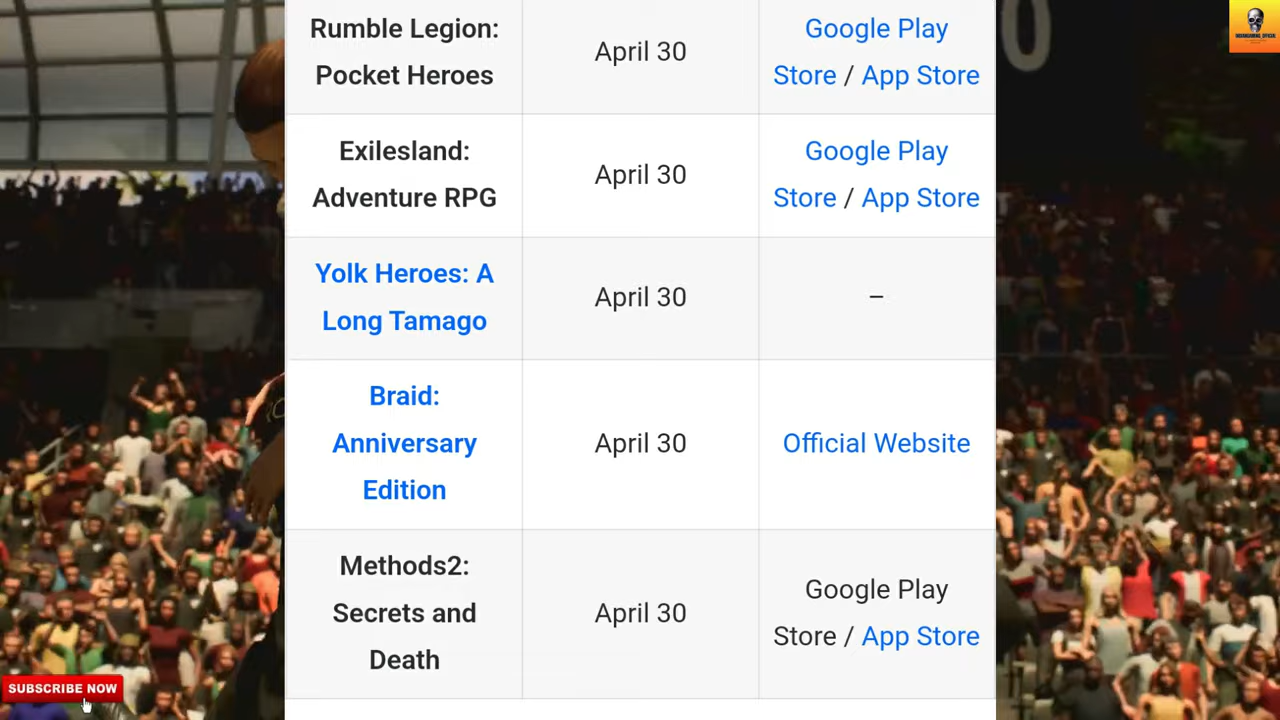 Rumble Legion:
Pocket Heroes
April 30
Google Play
Store / App Store
Exilesland:
Adventure RPG
April 30
Google Play
Store / App Store
Yolk Heroes: A
Long Tamago
April 30
–
Braid:
Anniversary
Edition
April 30
Official Website
Methods2:
Secrets and
Death
April 30
Google Play
Store / App Store
SUBSCRIBE NOW
0